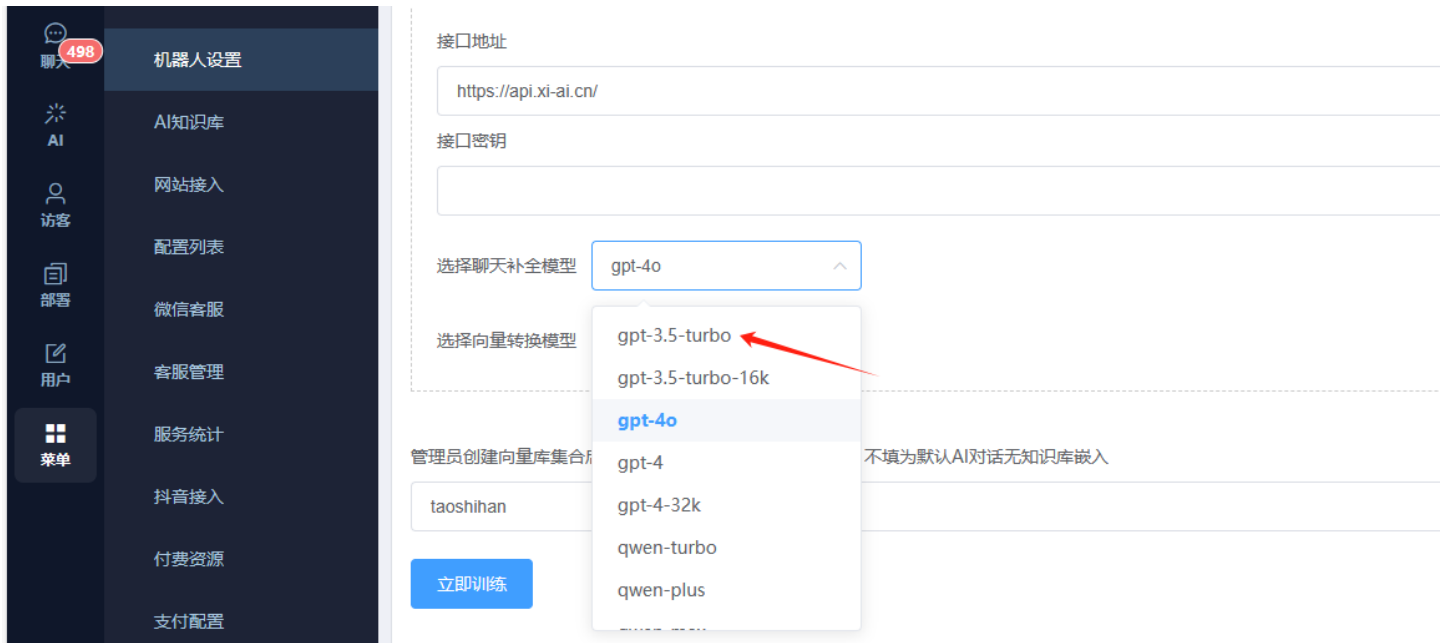 聊天
498
AI
访客
部署
用户
菜单
机器人设置
AI知识库
网站接入
配置列表
微信客服
客服管理
服务统计
抖音接入
付费资源
支付配置
接口地址
https://api.xi-ai.cn/
接口密钥
选择聊天补全模型 gpt-4o
选择向量转换模型
gpt-3.5-turbo
gpt-3.5-turbo-16k
gpt-4o
gpt-4
gpt-4-32k
qwen-turbo
qwen-plus
管理员创建向量库集合 不填为默认AI对话无知识库嵌入
taoshihan
立即训练